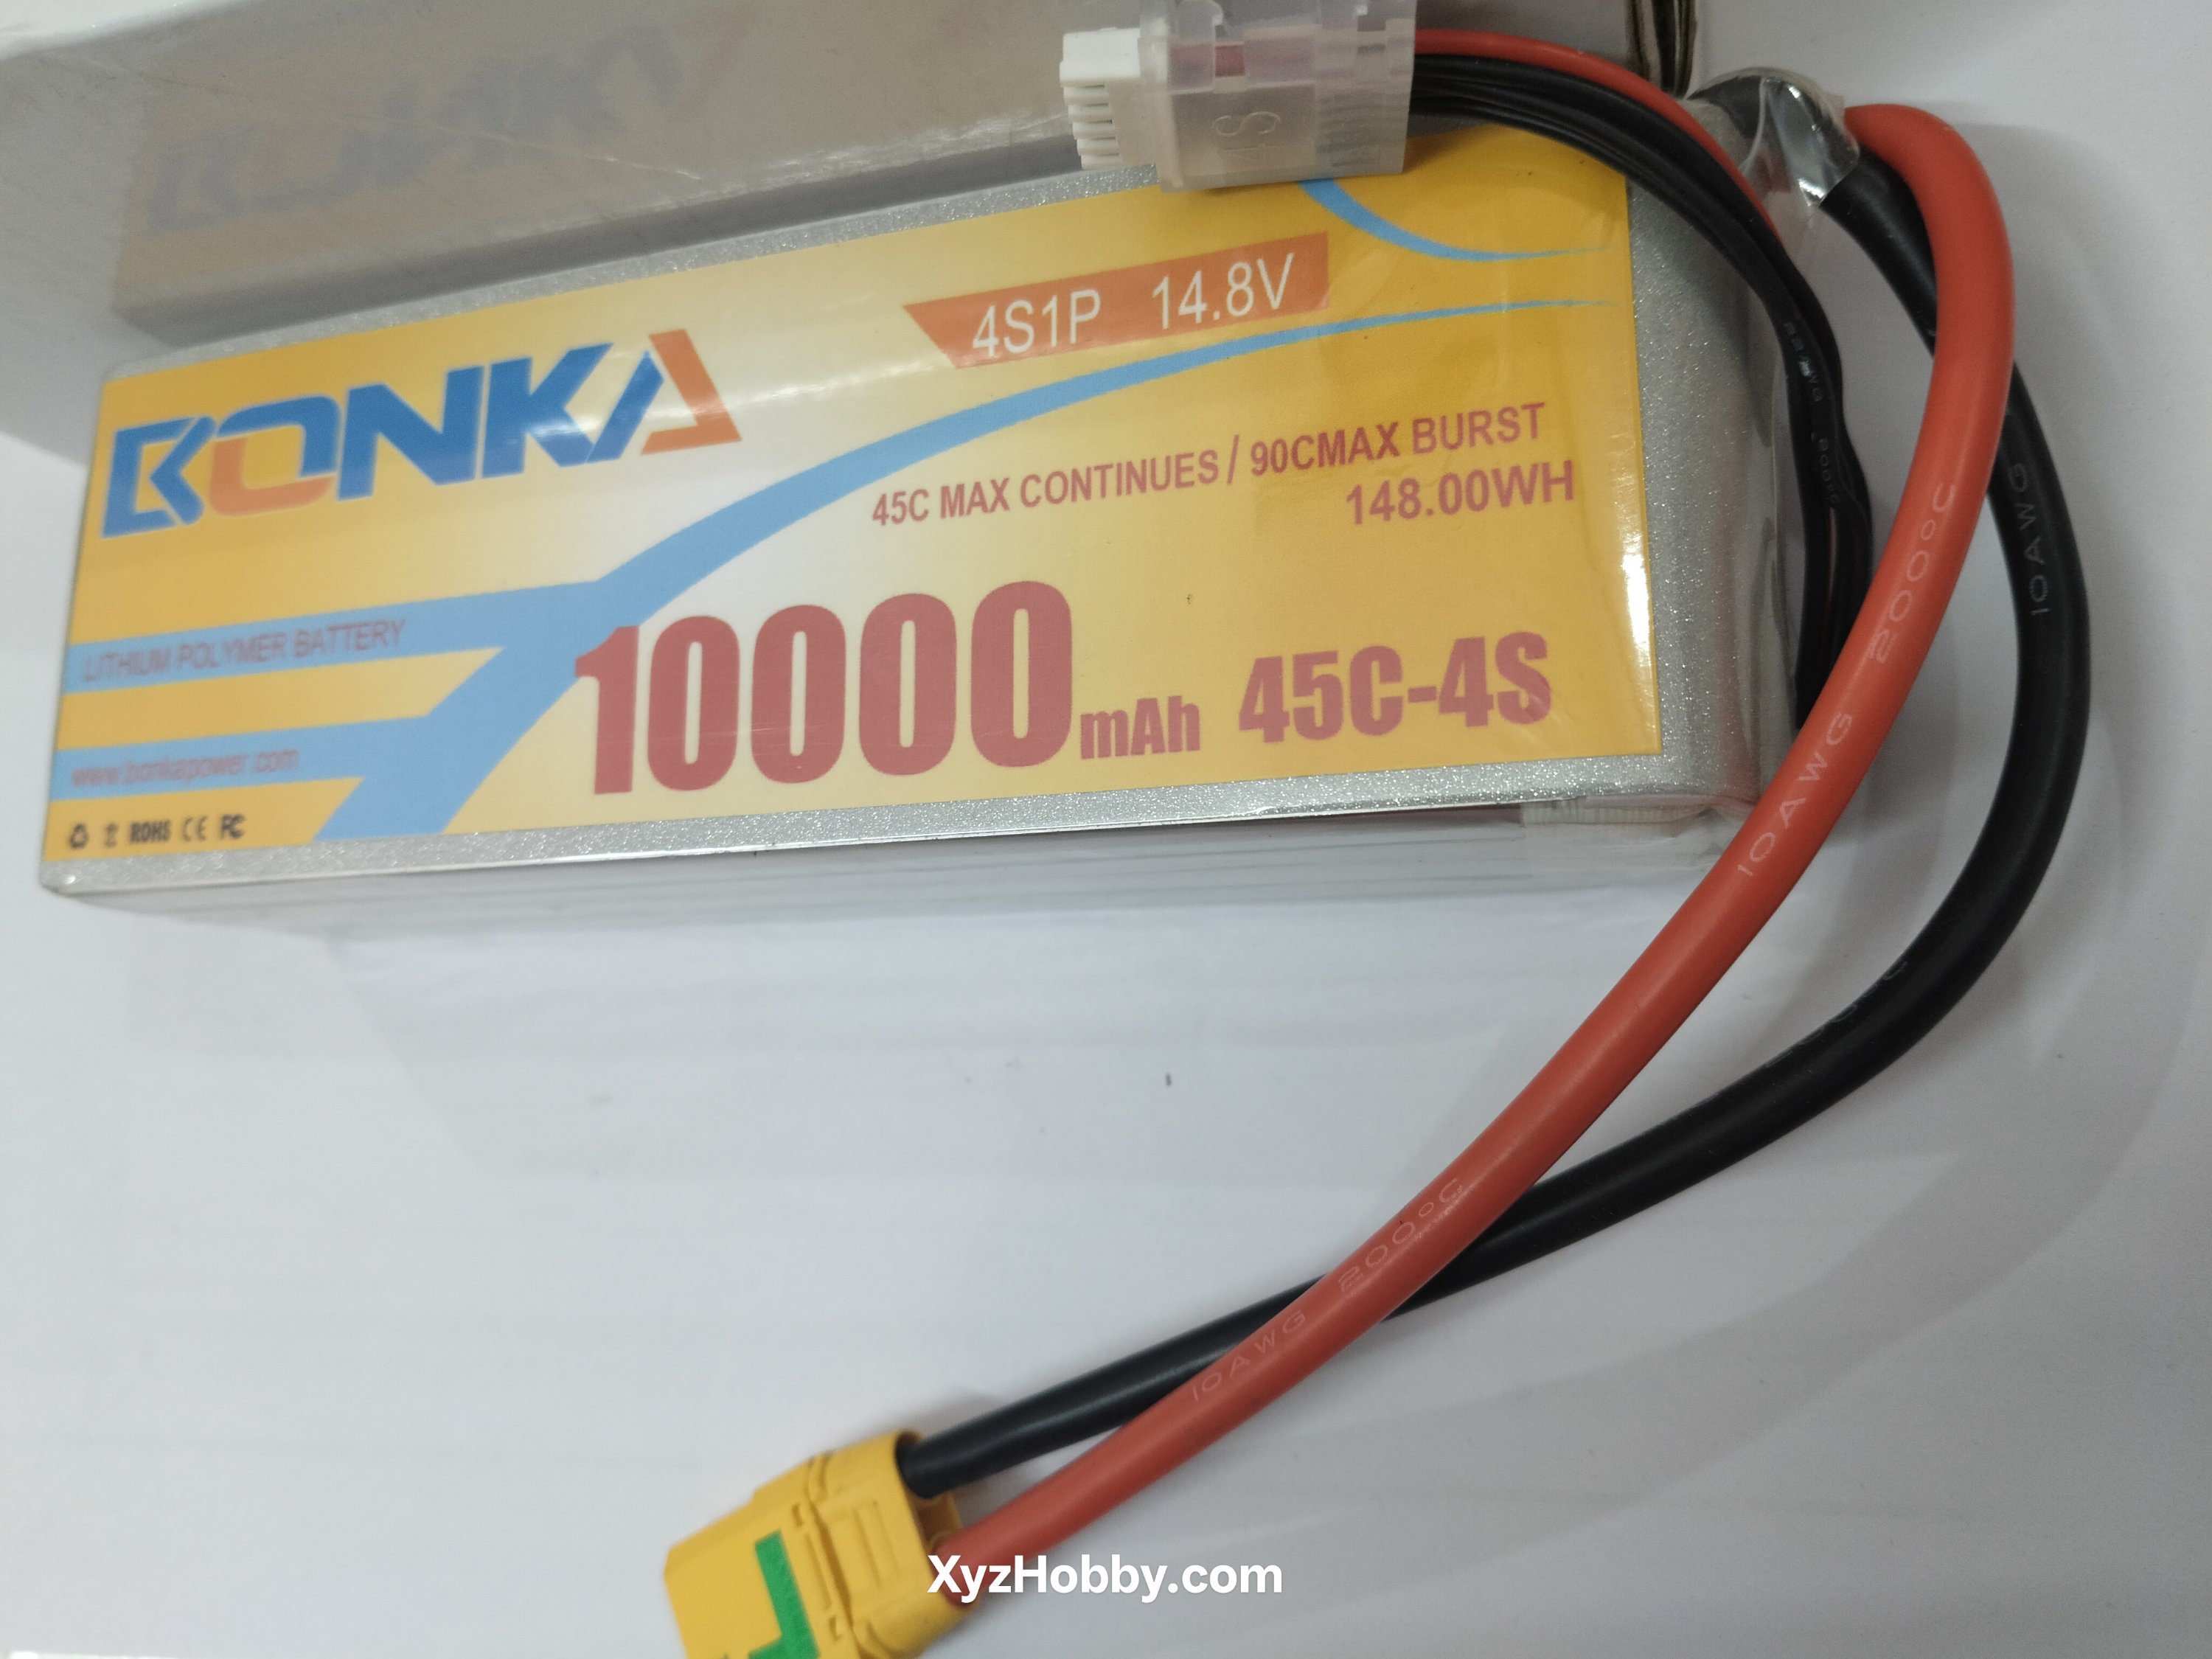 4S
BONKA
4S1P 14.8V
45C MAX CONTINUES / 90CMAX BURST
148.00WH
LITHIUM POLYMER BATTERY
10000mAh 45C-4S
www.bonkapower.com
ROHS CE FC
10AWG 200°C
10AWG 200°C
10AWG
XyzHobby.com